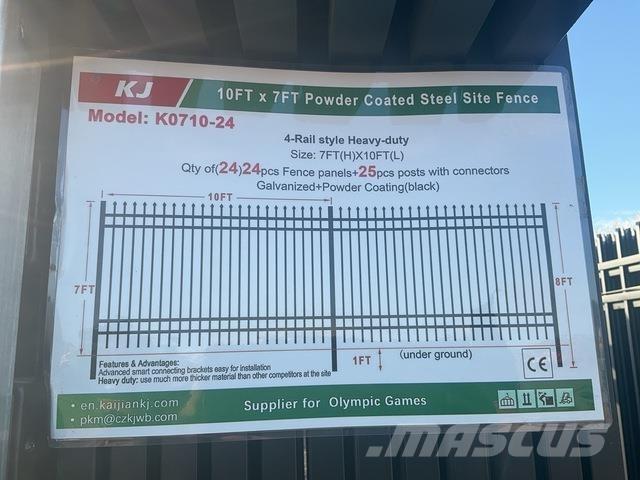 KJ
10FT x 7FT Powder Coated Steel Site Fence
Model: K0710-24
4-Rail style Heavy-duty
Size: 7FT(H)X10FT(L)
Qty of(24)24pcs Fence panels+25pcs posts with connectors
Galvanized+Powder Coating(black)
10FT
7FT
8FT
1FT
(under ground)
CE
Features & Advantages:
Advanced smart connecting brackets easy for installation
Heavy duty: use much more thicker material than other competitors at the site
• en.kaijiankj.com
• pkm@czkjwb.com
Supplier for Olympic Games
MASCUS